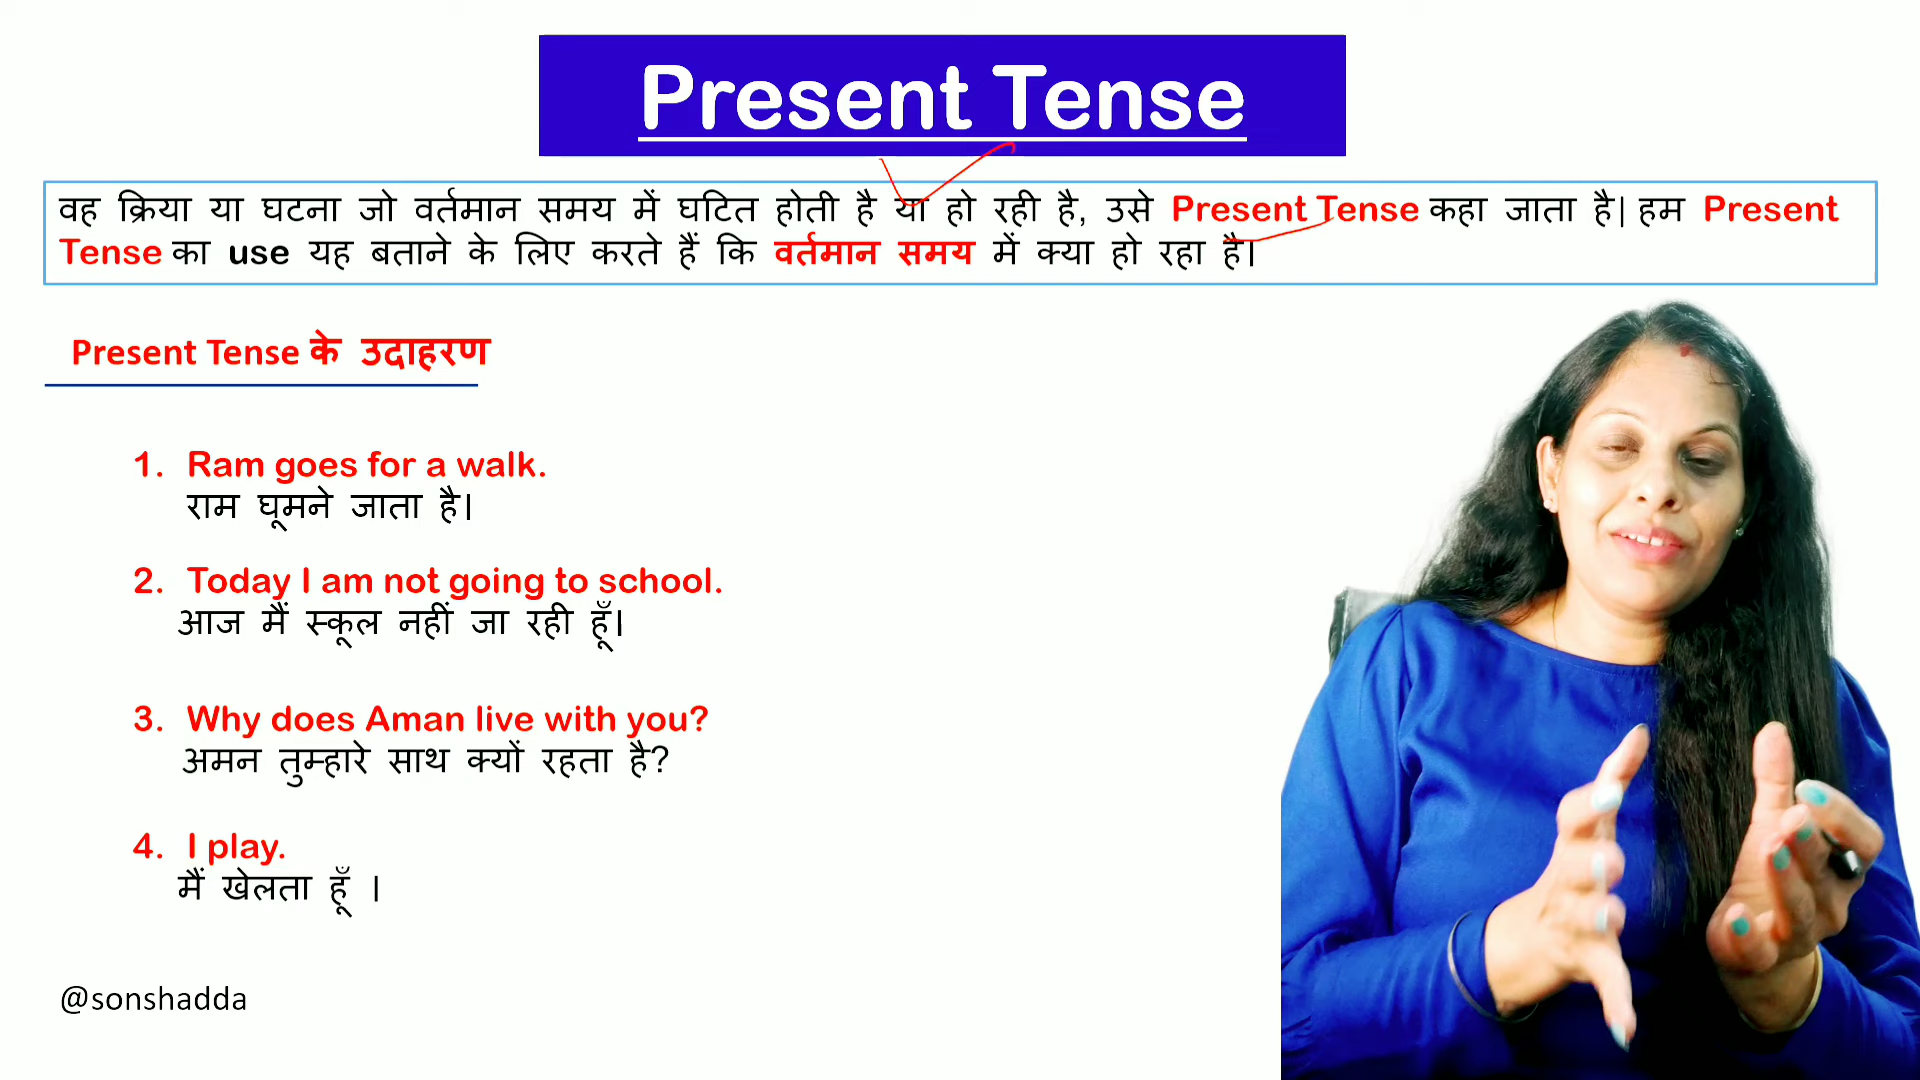 Present Tense
वह क्रिया या घटना जो वर्तमान समय में घटित होती है या हो रही है, उसे Present Tense कहा जाता है| हम Present
Tense का use यह बताने के लिए करते हैं कि वर्तमान समय में क्या हो रहा है।
Present Tense के उदाहरण
1. Ram goes for a walk.
राम घूमने जाता है।
2. Today I am not going to school.
आज मैं स्कूल नहीं जा रही हूँ।
3. Why does Aman live with you?
अमन तुम्हारे साथ क्यों रहता है?
4. I play.
मैं खेलता हूँ ।
@sonshadda